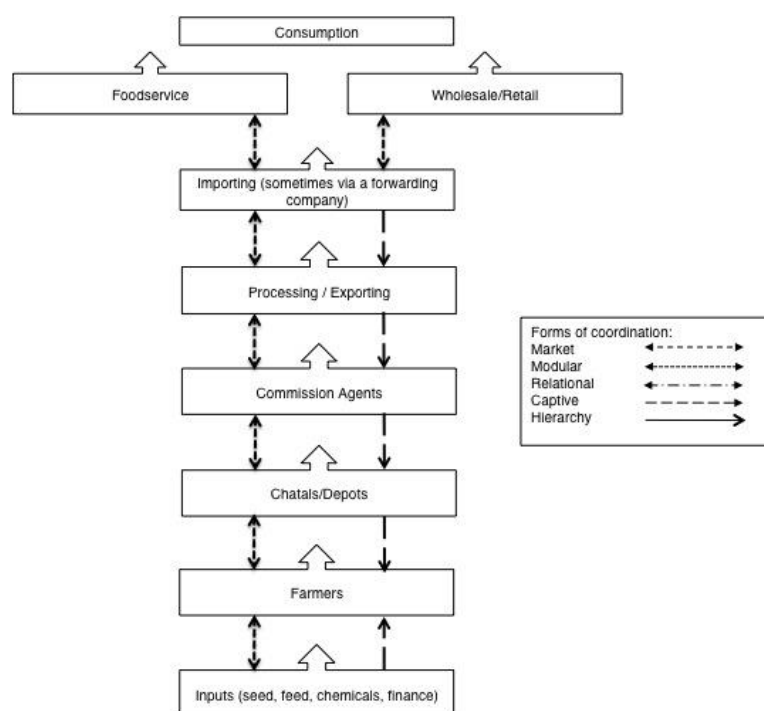 Consumption
Foodservice
Wholesale/Retail
Importing (sometimes via a forwarding
company)
Processing / Exporting
Commission Agents
Chatals/Depots
Farmers
Inputs (seed, feed, chemicals, finance)
Forms of coordination:
Market
Modular
Relational
Captive
Hierarchy